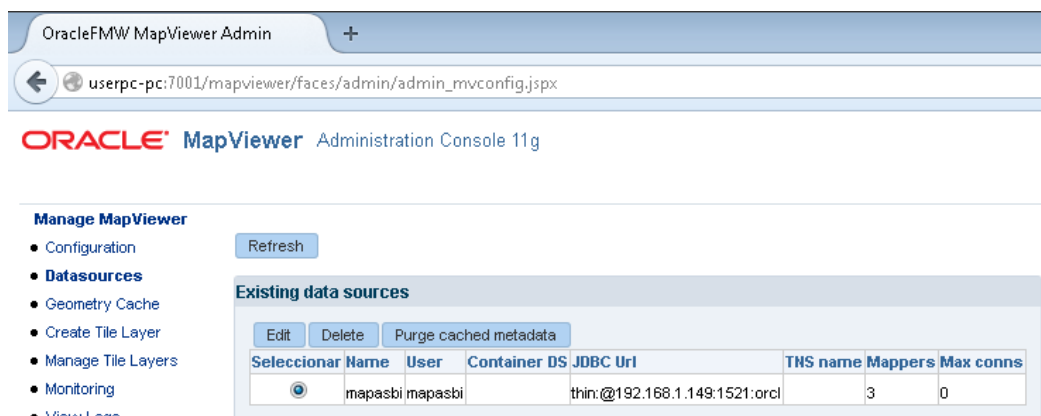 OracleFMW MapViewer Admin +
userpc-pc:7001/mapviewer/faces/admin/admin_mvconfig.jspx
ORACLE MapViewer Administration Console 11g
Manage MapViewer
Configuration
Refresh
Datasources
Existing data sources
Geometry Cache
Create Tile Layer
Edit Delete Purge cached metadata
Manage Tile Layers
Seleccionar Name User Container DS JDBC Url TNS name Mappers Max conns
Monitoring
mapasbi mapasbi thin:@192.168.1.149:1521:orcl 3 0
View Logs